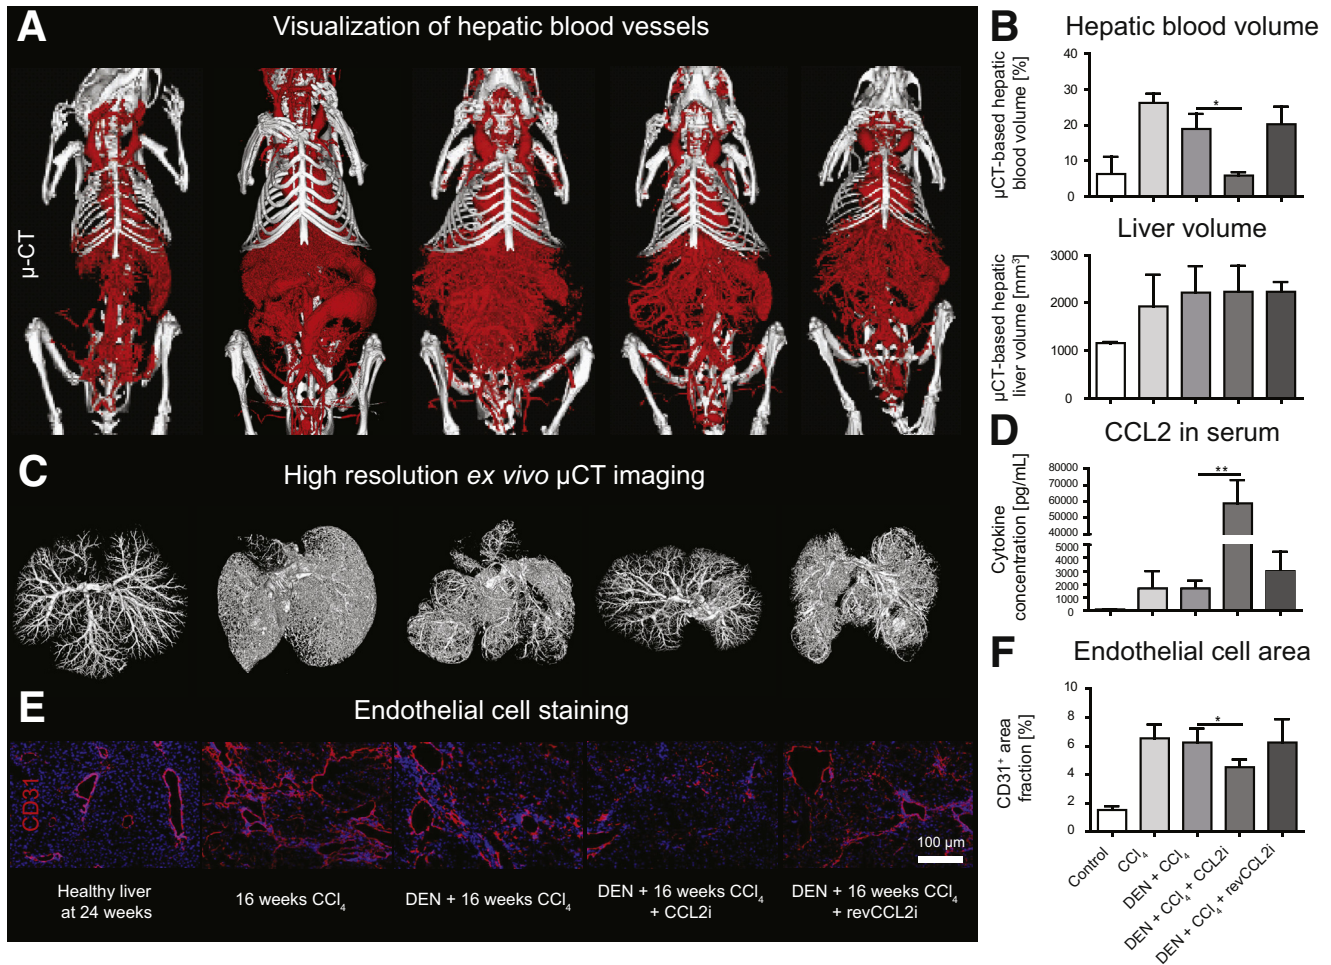 A
Visualization of hepatic blood vessels
µ-CT
B
Hepatic blood volume
µCT-based hepatic
blood volume [%]
40
30
20
10
0
*
Liver volume
µCT-based hepatic
liver volume [mm³]
3000
2000
1000
0
C
High resolution ex vivo µCT imaging
D
CCL2 in serum
Cytokine
concentration [pg/mL]
80000
70000
60000
50000
40000
5000
4000
3000
2000
1000
0
**
E
Endothelial cell staining
CD31
100 µm
Healthy liver
at 24 weeks
16 weeks CCl₄
DEN + 16 weeks CCl₄
DEN + 16 weeks CCl₄
+ CCL2i
DEN + 16 weeks CCl₄
+ revCCL2i
F
Endothelial cell area
CD31⁺ area
fraction [%]
10
8
6
4
2
0
*
Control
CCl₄
DEN + CCl₄
DEN + CCl₄ + CCL2i
DEN + CCl₄ + revCCL2i